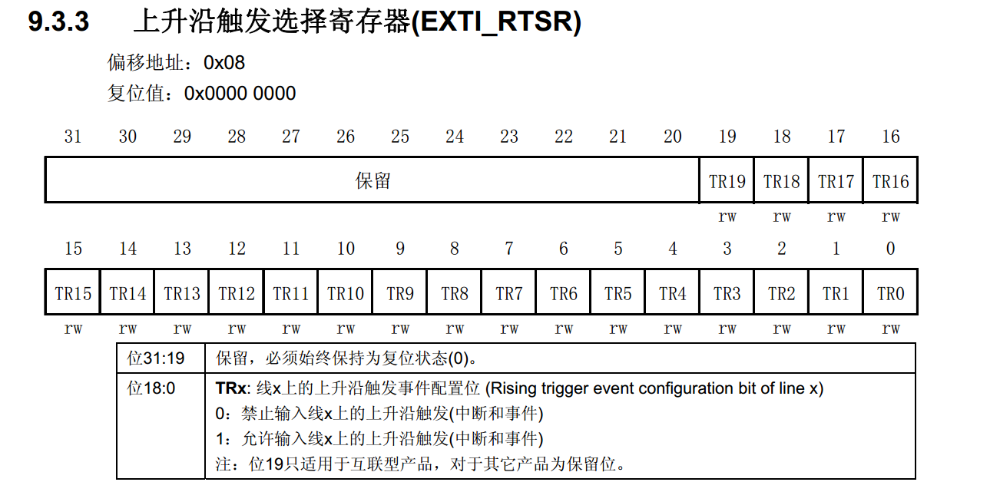 9.3.3 上升沿触发选择寄存器(EXTI_RTSR)
偏移地址：0x08
复位值：0x0000 0000
31 30 29 28 27 26 25 24 23 22 21 20 19 18 17 16
保留 TR19 TR18 TR17 TR16
rw rw rw rw
15 14 13 12 11 10 9 8 7 6 5 4 3 2 1 0
TR15 TR14 TR13 TR12 TR11 TR10 TR9 TR8 TR7 TR6 TR5 TR4 TR3 TR2 TR1 TR0
rw rw rw rw rw rw rw rw rw rw rw rw rw rw rw rw
位31:19 保留，必须始终保持为复位状态(0)。
位18:0 TRx: 线x上的上升沿触发事件配置位 (Rising trigger event configuration bit of line x)
0：禁止输入线x上的上升沿触发(中断和事件)
1：允许输入线x上的上升沿触发(中断和事件)
注：位19只适用于互联型产品，对于其它产品为保留位。